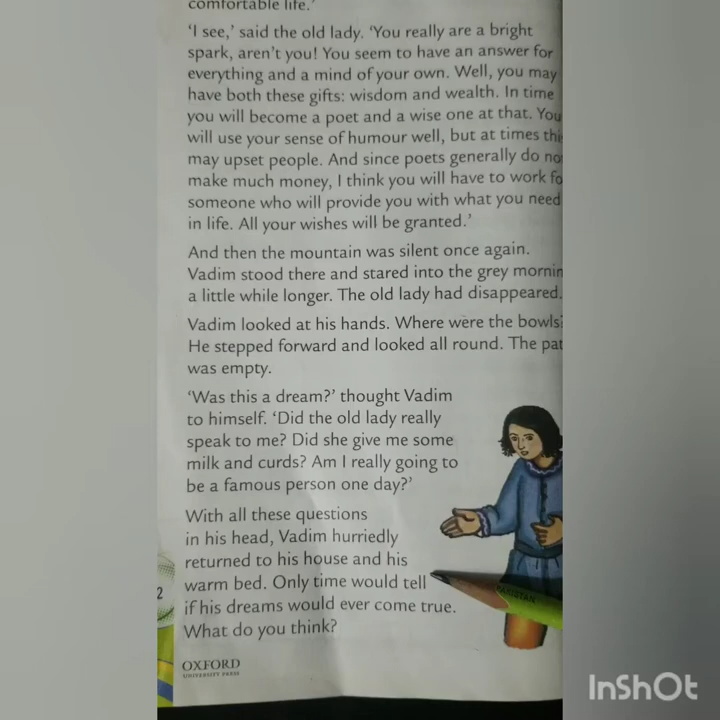 comfortable life.'
'I see,' said the old lady. 'You really are a bright
spark, aren't you! You seem to have an answer for
everything and a mind of your own. Well, you may
have both these gifts: wisdom and wealth. In time
you will become a poet and a wise one at that. You
will use your sense of humour well, but at times thi
may upset people. And since poets generally do no
make much money, I think you will have to work fo
someone who will provide you with what you need
in life. All your wishes will be granted.'
And then the mountain was silent once again.
Vadim stood there and stared into the grey mornin
a little while longer. The old lady had disappeared.
Vadim looked at his hands. Where were the bowls?
He stepped forward and looked all round. The pat
was empty.
'Was this a dream?' thought Vadim
to himself. 'Did the old lady really
speak to me? Did she give me some
milk and curds? Am I really going to
be a famous person one day?'
With all these questions
in his head, Vadim hurriedly
returned to his house and his
warm bed. Only time would tell
if his dreams would ever come true.
What do you think?
2
PAKISTAN
OXFORD
UNIVERSITY PRESS
InShOt